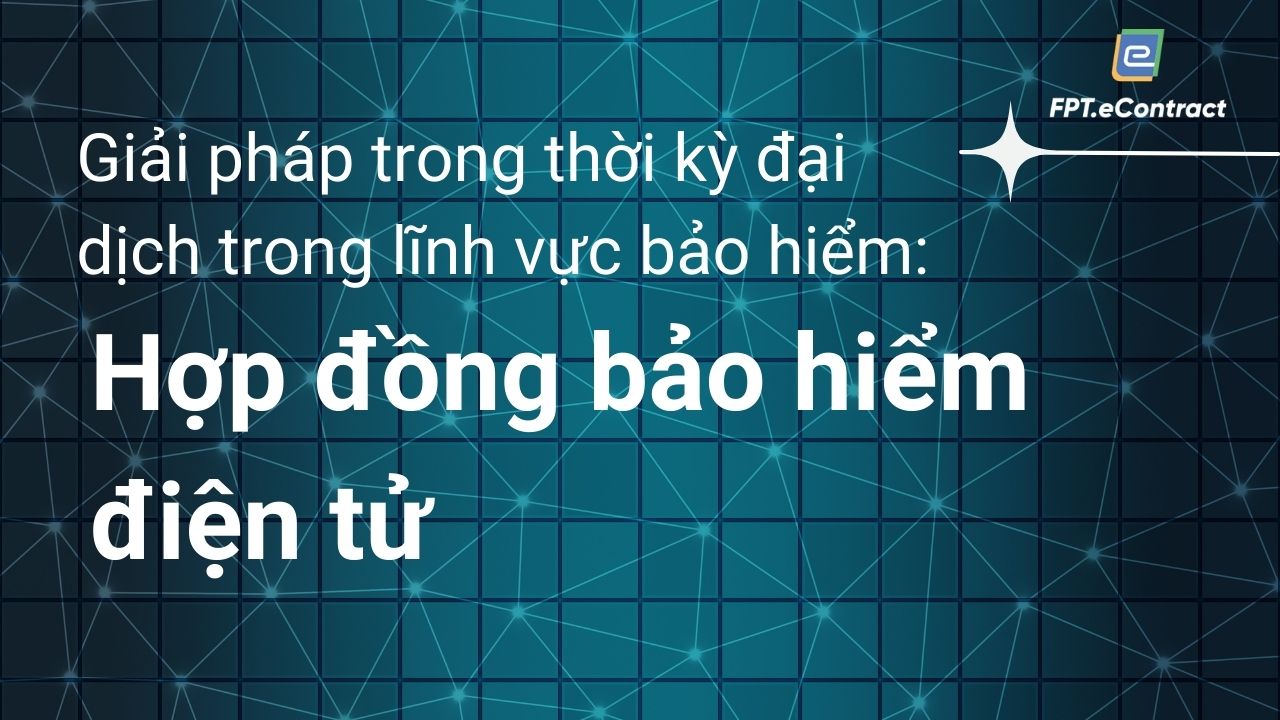 FPT.eContract
Giải pháp trong thời kỳ đại
dịch trong lĩnh vực bảo hiểm:
Hợp đồng bảo hiểm
điện tử